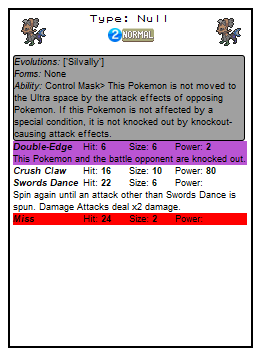 Type: Null
2 NORMAL
Evolutions: ['Silvally']
Forms: None
Ability: Control Mask> This Pokemon is not moved to
the Ultra space by the attack effects of opposing
Pokemon. If this Pokemon is not affected by a
special condition, it is not knocked out by knockout-
causing attack effects.
Double-Edge Hit: 6 Size: 6 Power: 2
This Pokemon and the battle opponent are knocked out.
Crush Claw Hit: 16 Size: 10 Power: 80
Swords Dance Hit: 22 Size: 6 Power:
Spin again until an attack other than Swords Dance is
spun. Damage Attacks deal x2 damage.
Miss Hit: 24 Size: 2 Power: